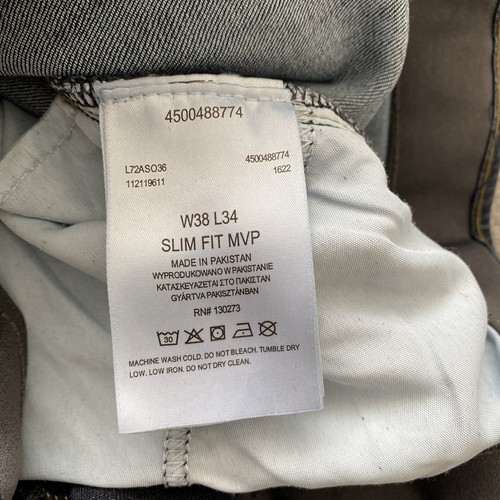 4500488774
L72ASO36
112119611
4500488774
1622
W38 L34
SLIM FIT MVP
MADE IN PAKISTAN
WYPRODUKOWANO W PAKISTANIE
ΚΑΤΑΣΚΕΥΑΖΕΤΑΙ ΣΤΟ ΠΑΚΙΣΤΑΝ
GYÁRTVA PAKISZTÁNBAN
RN# 130273
30
MACHINE WASH COLD. DO NOT BLEACH. TUMBLE DRY
LOW. LOW IRON. DO NOT DRY CLEAN.